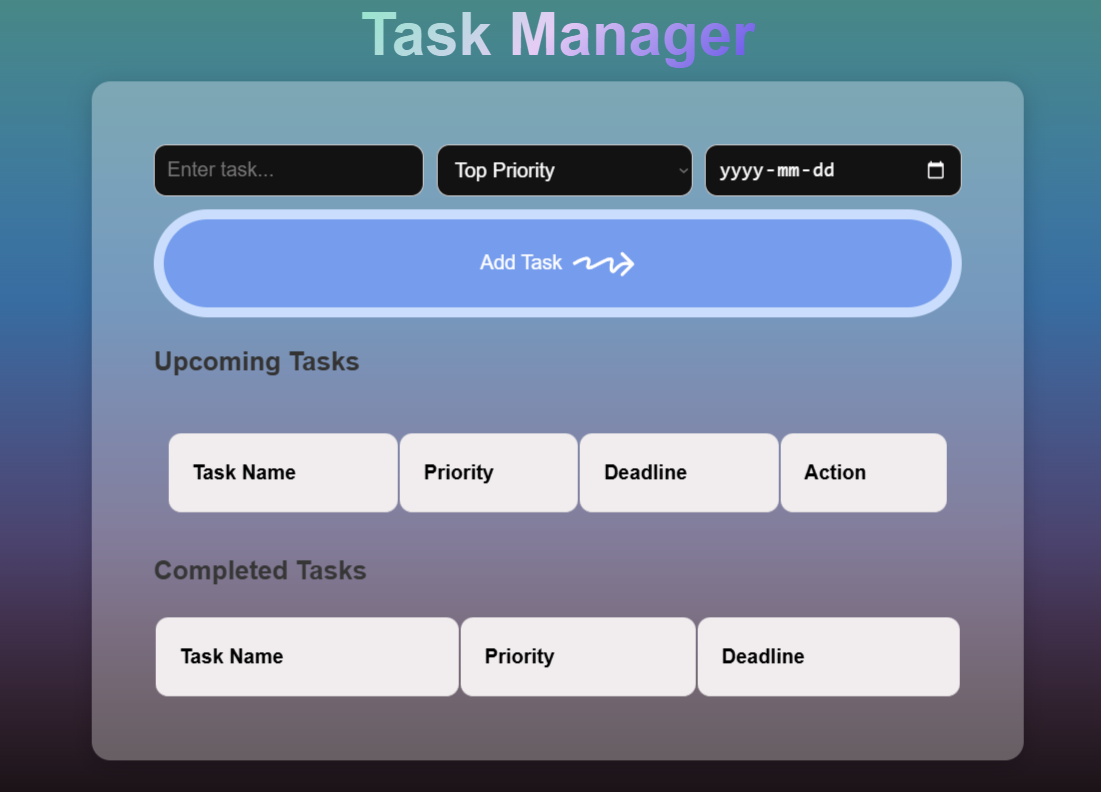 Task Manager
Enter task... Top Priority yyyy-mm-dd
Add Task
Upcoming Tasks
Task Name Priority Deadline Action
Completed Tasks
Task Name Priority Deadline